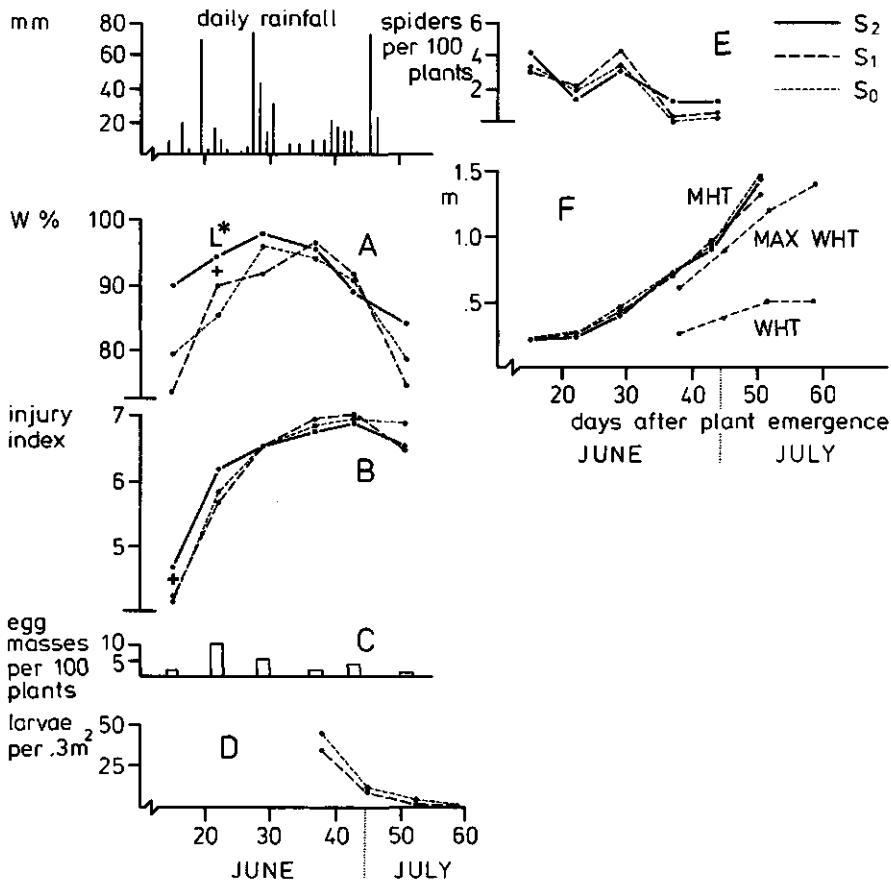 mm
daily rainfall
80
60
40
20
W %
100
90
80
L*
+
A
injury
index
7
6
5
+
B
egg
masses
per 100
plants
10
5
C
larvae
per .3m²
50
25
D
20 30 40 50 60
JUNE JULY
spiders
per 100
plants
6
4
2
E
S₂
S₁
S₀
1.5
m
1.0
.5
F
MHT
MAX WHT
WHT
20 30 40 50 60
days after plant emergence
JUNE JULY